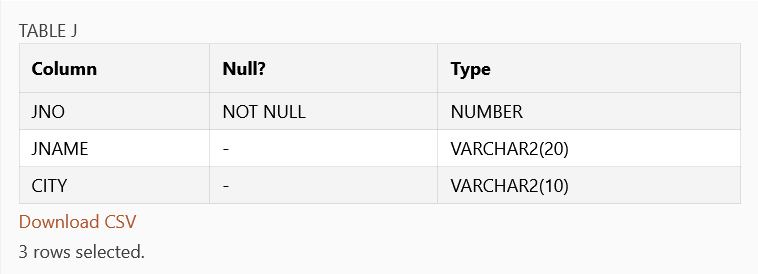 TABLE J
Column Null? Type
JNO NOT NULL NUMBER
JNAME - VARCHAR2(20)
CITY - VARCHAR2(10)
Download CSV
3 rows selected.